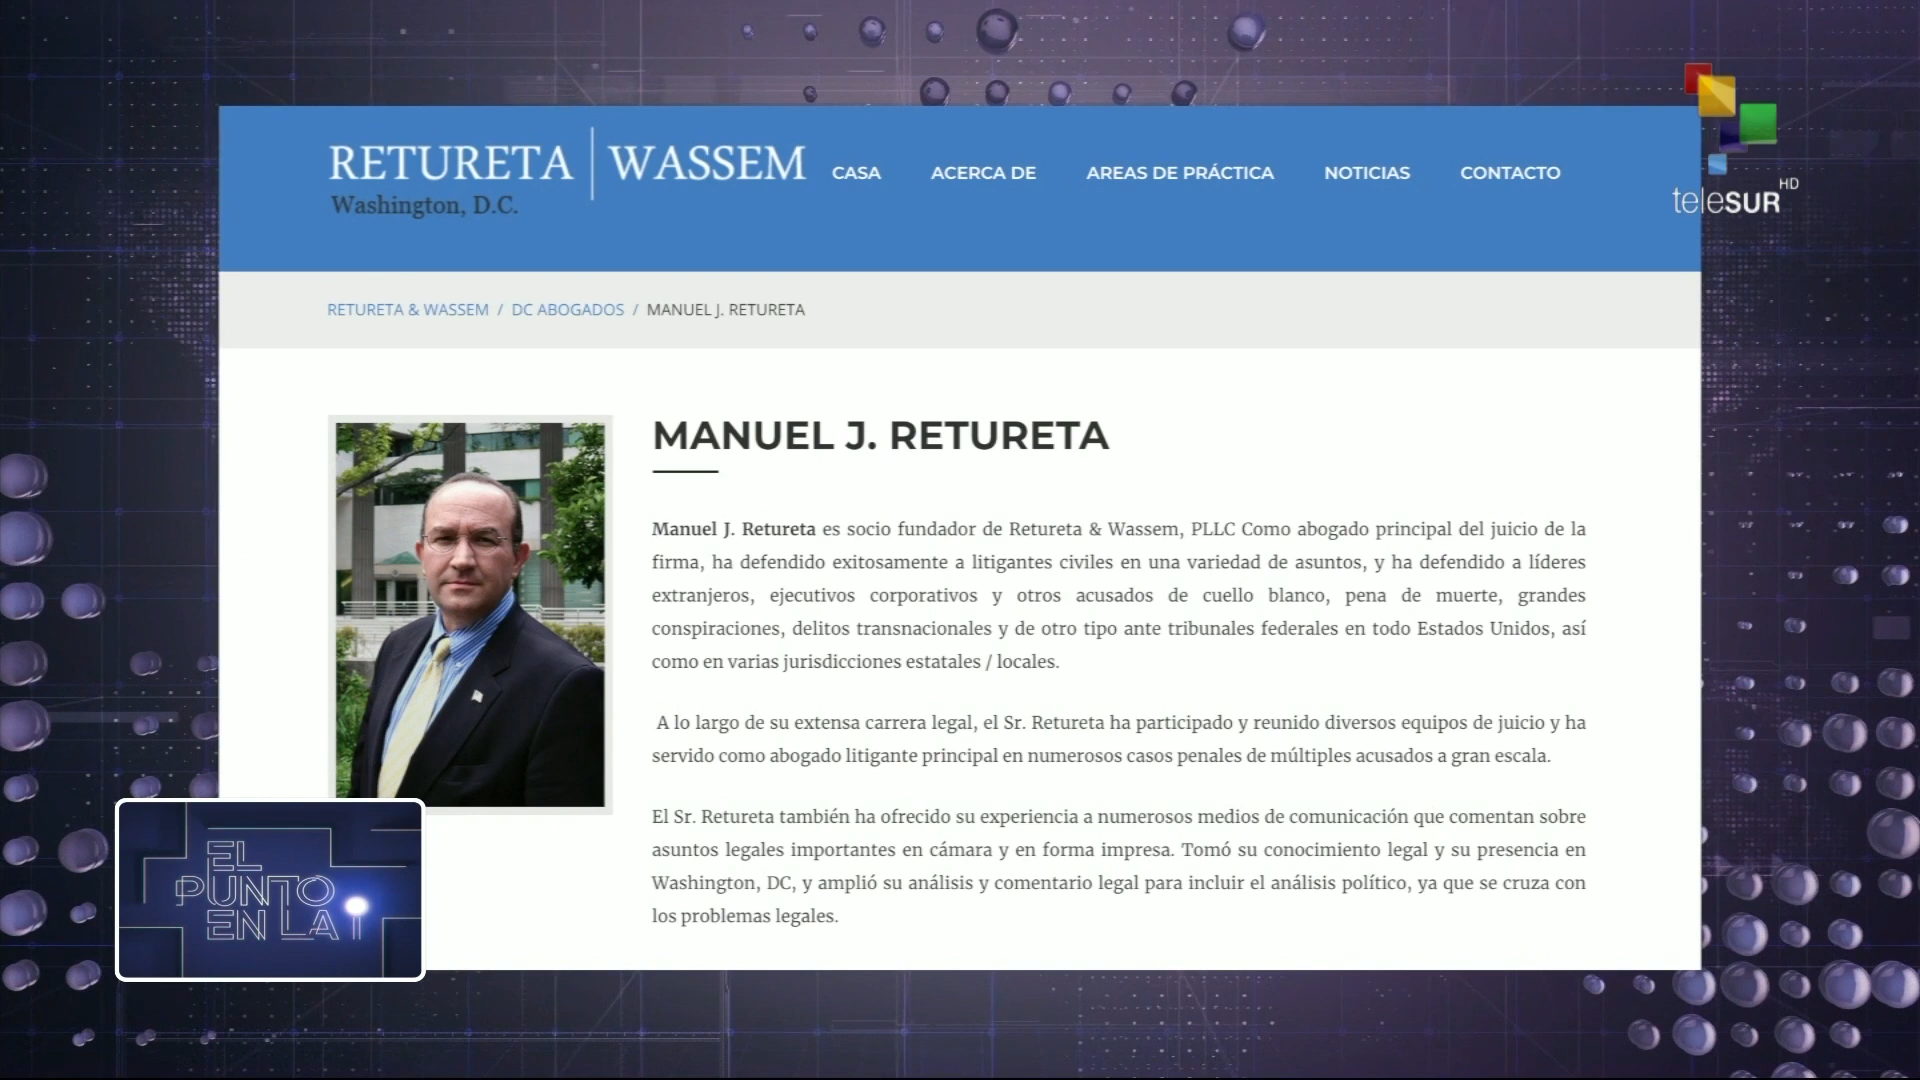 RETURETA | WASSEM
Washington, D.C.
CASA ACERCA DE AREAS DE PRÁCTICA NOTICIAS CONTACTO
teleSUR HD
RETURETA & WASSEM / DC ABOGADOS / MANUEL J. RETURETA
MANUEL J. RETURETA
Manuel J. Retureta es socio fundador de Retureta & Wassem, PLLC Como abogado principal del juicio de la
firma, ha defendido exitosamente a litigantes civiles en una variedad de asuntos, y ha defendido a líderes
extranjeros, ejecutivos corporativos y otros acusados de cuello blanco, pena de muerte, grandes
conspiraciones, delitos transnacionales y de otro tipo ante tribunales federales en todo Estados Unidos, así
como en varias jurisdicciones estatales / locales.
A lo largo de su extensa carrera legal, el Sr. Retureta ha participado y reunido diversos equipos de juicio y ha
servido como abogado litigante principal en numerosos casos penales de múltiples acusados a gran escala.
El Sr. Retureta también ha ofrecido su experiencia a numerosos medios de comunicación que comentan sobre
asuntos legales importantes en cámara y en forma impresa. Tomó su conocimiento legal y su presencia en
Washington, DC, y amplió su análisis y comentario legal para incluir el análisis político, ya que se cruza con
los problemas legales.
EL
PUNTO
EN LA i